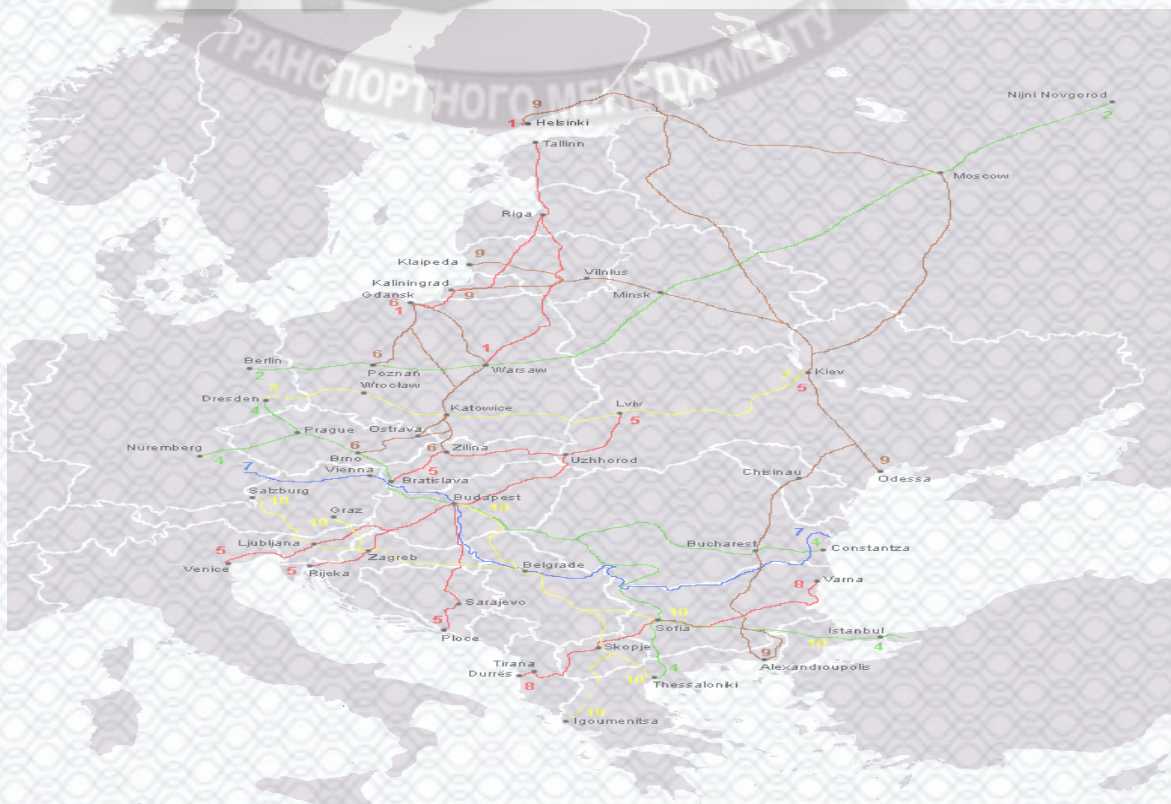 ТРАНСПОРТНОГО МЕНЕДЖМЕНТУ
Nijni Novgorod
2
9
1
Helsinki
Tallinn
Moscow
Riga
9
Klaipeda
Vilnius
Kaliningrad
9
Minsk
Gdansk
6
1
1
Berlin
2
6
Poznań
Warsaw
3
Kiev
5
3
Wrocław
Dresden
4
Katowice
Lviv
5
Prague
Ostrava
Nuremberg
4
6
Brno
6
Zilina
Uzhhorod
5
9
Odessa
Chisinau
7
Vienna
Bratislava
Salzburg
10
Budapest
10
Graz
10
7
Ljubljana
5
Venice
Zagreb
5
Rijeka
Bucharest
4
Constantza
Belgrade
8
Varna
Sarajevo
5
Ploce
10
Sofia
Istanbul
10
4
Skopje
Tirana
Durrës
8
9
Alexandroupolis
4
10
Thessaloniki
10
Igoumenitsa